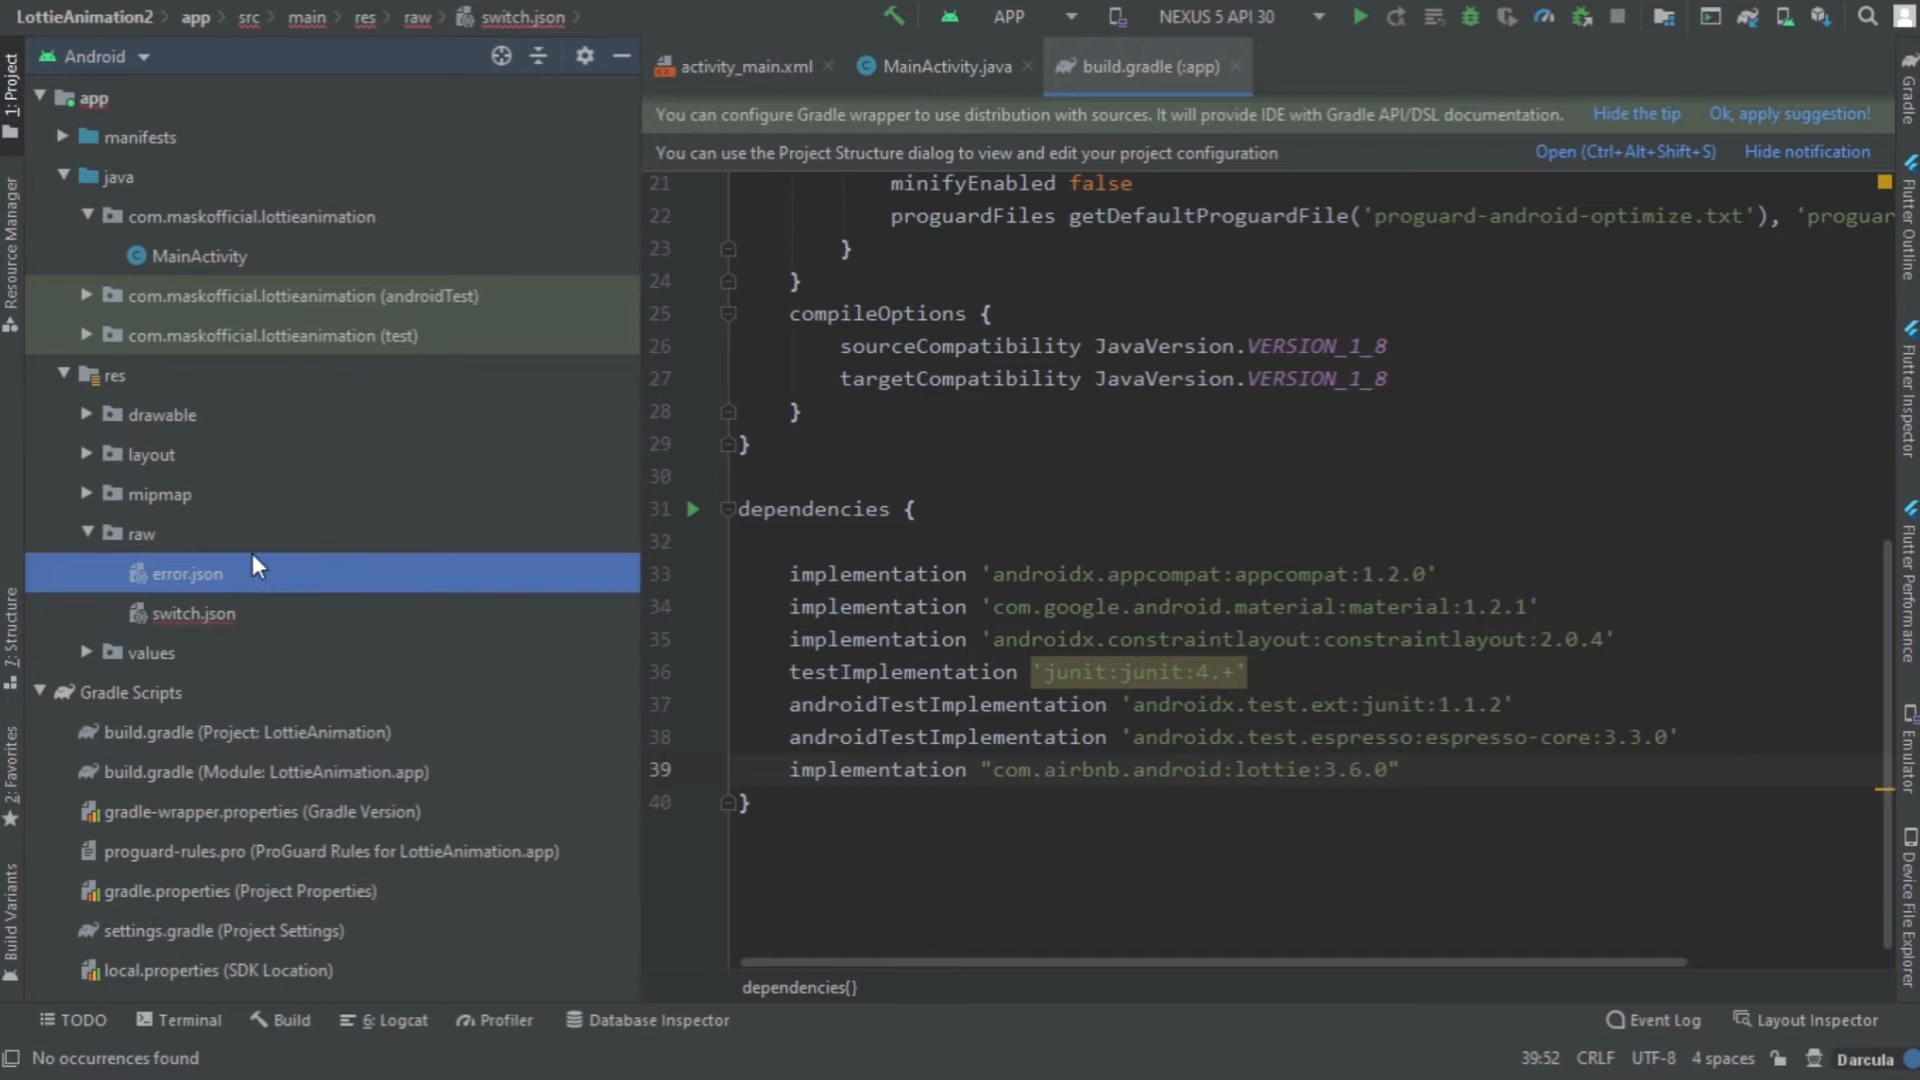 LottieAnimation2 app src main res raw switch.json APP NEXUS 5 API 30
Android
activity_main.xml MainActivity.java build.gradle (:app)
You can configure Gradle wrapper to use distribution with sources. It will provide IDE with Gradle API/DSL documentation. Hide the tip Ok, apply suggestion!
You can use the Project Structure dialog to view and edit your project configuration Open (Ctrl+Alt+Shift+S) Hide notification
1: Project
Resource Manager
7: Structure
2: Favorites
Build Variants
app
manifests
java
com.maskofficial.lottieanimation
MainActivity
com.maskofficial.lottieanimation (androidTest)
com.maskofficial.lottieanimation (test)
res
drawable
layout
mipmap
raw
error.json
switch.json
values
Gradle Scripts
build.gradle (Project: LottieAnimation)
build.gradle (Module: LottieAnimation.app)
gradle-wrapper.properties (Gradle Version)
proguard-rules.pro (ProGuard Rules for LottieAnimation.app)
gradle.properties (Project Properties)
settings.gradle (Project Settings)
local.properties (SDK Location)
21 minifyEnabled false
22 proguardFiles getDefaultProguardFile('proguard-android-optimize.txt'), 'proguar
23 }
24 }
25 compileOptions {
26 sourceCompatibility JavaVersion.VERSION_1_8
27 targetCompatibility JavaVersion.VERSION_1_8
28 }
29 }
30
31 dependencies {
32
33 implementation 'androidx.appcompat:appcompat:1.2.0'
34 implementation 'com.google.android.material:material:1.2.1'
35 implementation 'androidx.constraintlayout:constraintlayout:2.0.4'
36 testImplementation 'junit:junit:4.+'
37 androidTestImplementation 'androidx.test.ext:junit:1.1.2'
38 androidTestImplementation 'androidx.test.espresso:espresso-core:3.3.0'
39 implementation "com.airbnb.android:lottie:3.6.0"
40 }
dependencies{}
Gradle
Flutter Outline
Flutter Inspector
Flutter Performance
Emulator
Device File Explorer
TODO Terminal Build 6: Logcat Profiler Database Inspector Event Log Layout Inspector
No occurrences found 39:52 CRLF UTF-8 4 spaces Darcula